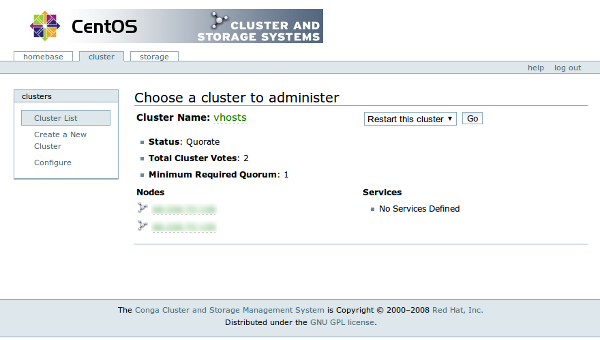 CentOS
CLUSTER AND
STORAGE SYSTEMS
homebase cluster storage
help log out
clusters
Cluster List
Create a New
Cluster
Configure
Choose a cluster to administer
Cluster Name: vhosts
Restart this cluster Go
Status: Quorate
Total Cluster Votes: 2
Minimum Required Quorum: 1
Nodes
Services
No Services Defined
The Conga Cluster and Storage Management System is Copyright © 2000–2008 Red Hat, Inc.
Distributed under the GNU GPL license.